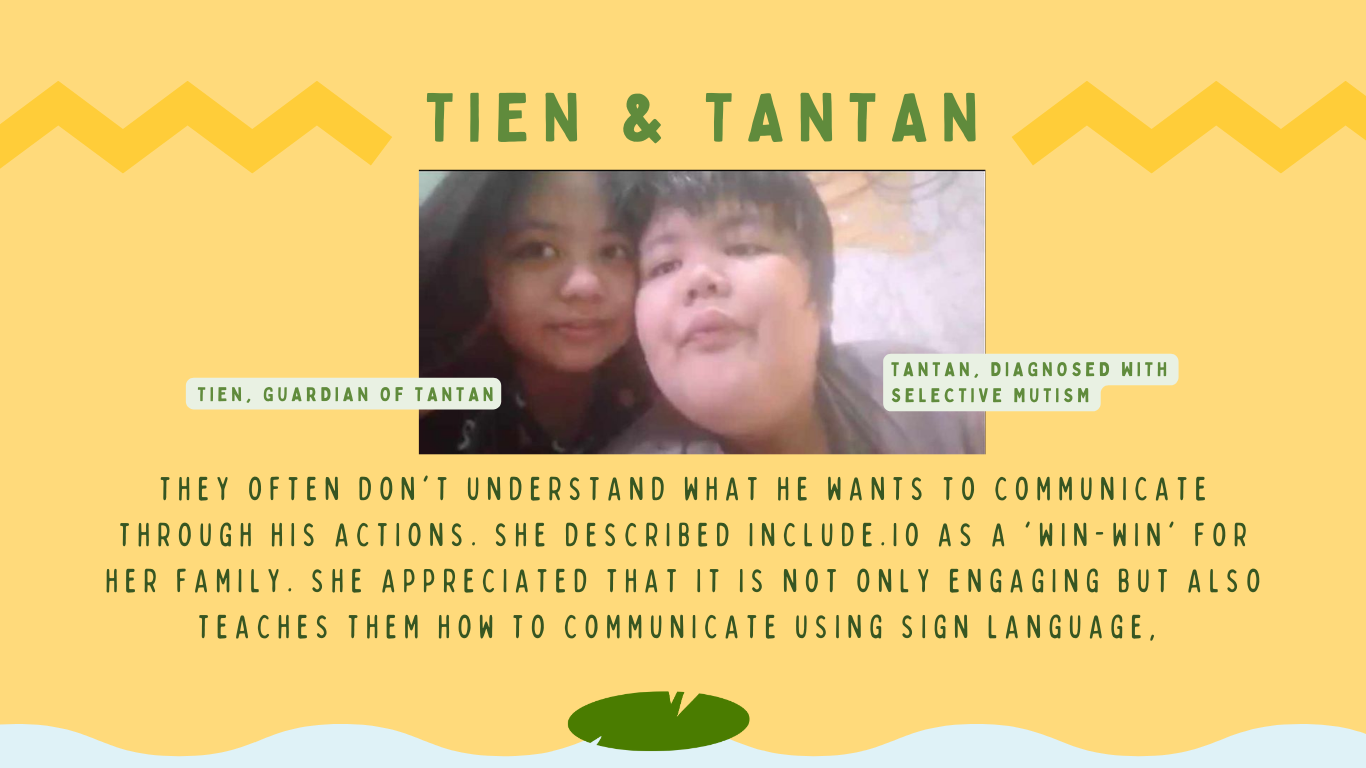 TIEN & TANTAN
TIEN, GUARDIAN OF TANTAN
TANTAN, DIAGNOSED WITH
SELECTIVE MUTISM
THEY OFTEN DON'T UNDERSTAND WHAT HE WANTS TO COMMUNICATE
THROUGH HIS ACTIONS. SHE DESCRIBED INCLUDE.IO AS A 'WIN-WIN' FOR
HER FAMILY. SHE APPRECIATED THAT IT IS NOT ONLY ENGAGING BUT ALSO
TEACHES THEM HOW TO COMMUNICATE USING SIGN LANGUAGE,